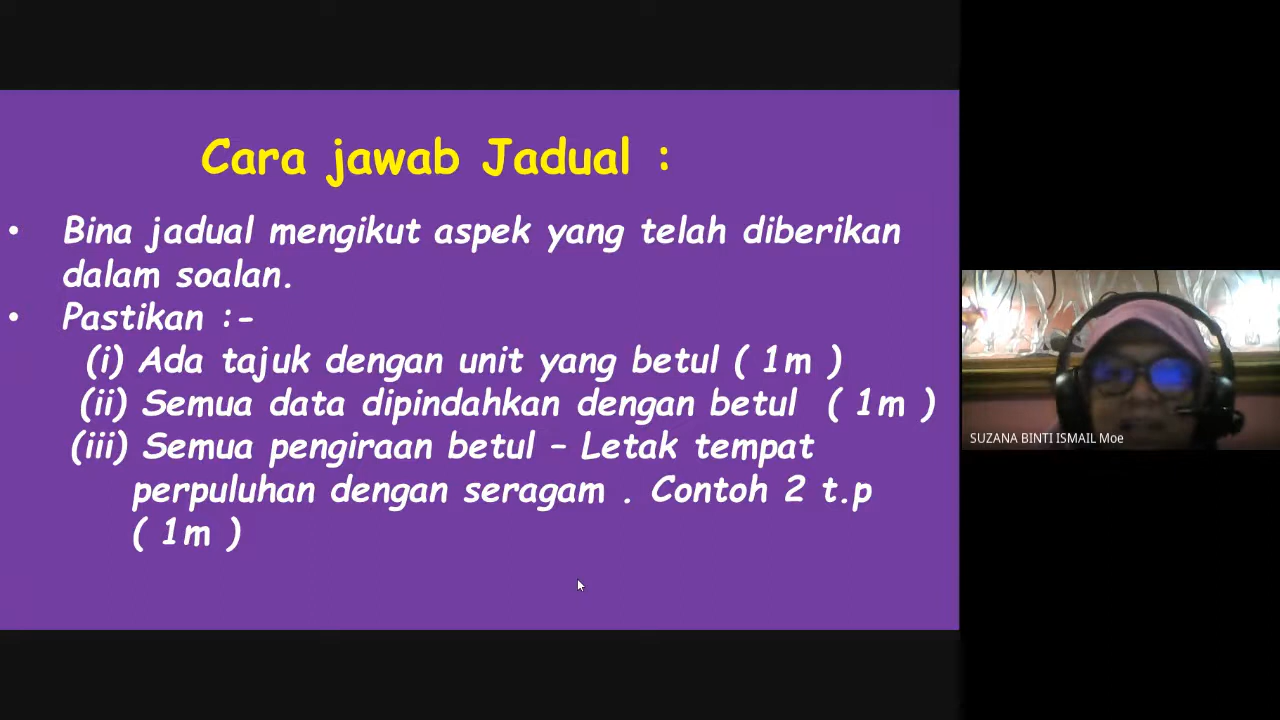 Cara jawab Jadual :
• Bina jadual mengikut aspek yang telah diberikan
dalam soalan.
• Pastikan :-
(i) Ada tajuk dengan unit yang betul ( 1m )
(ii) Semua data dipindahkan dengan betul ( 1m )
(iii) Semua pengiraan betul – Letak tempat
perpuluhan dengan seragam . Contoh 2 t.p
( 1m )
SUZANA BINTI ISMAIL Moe